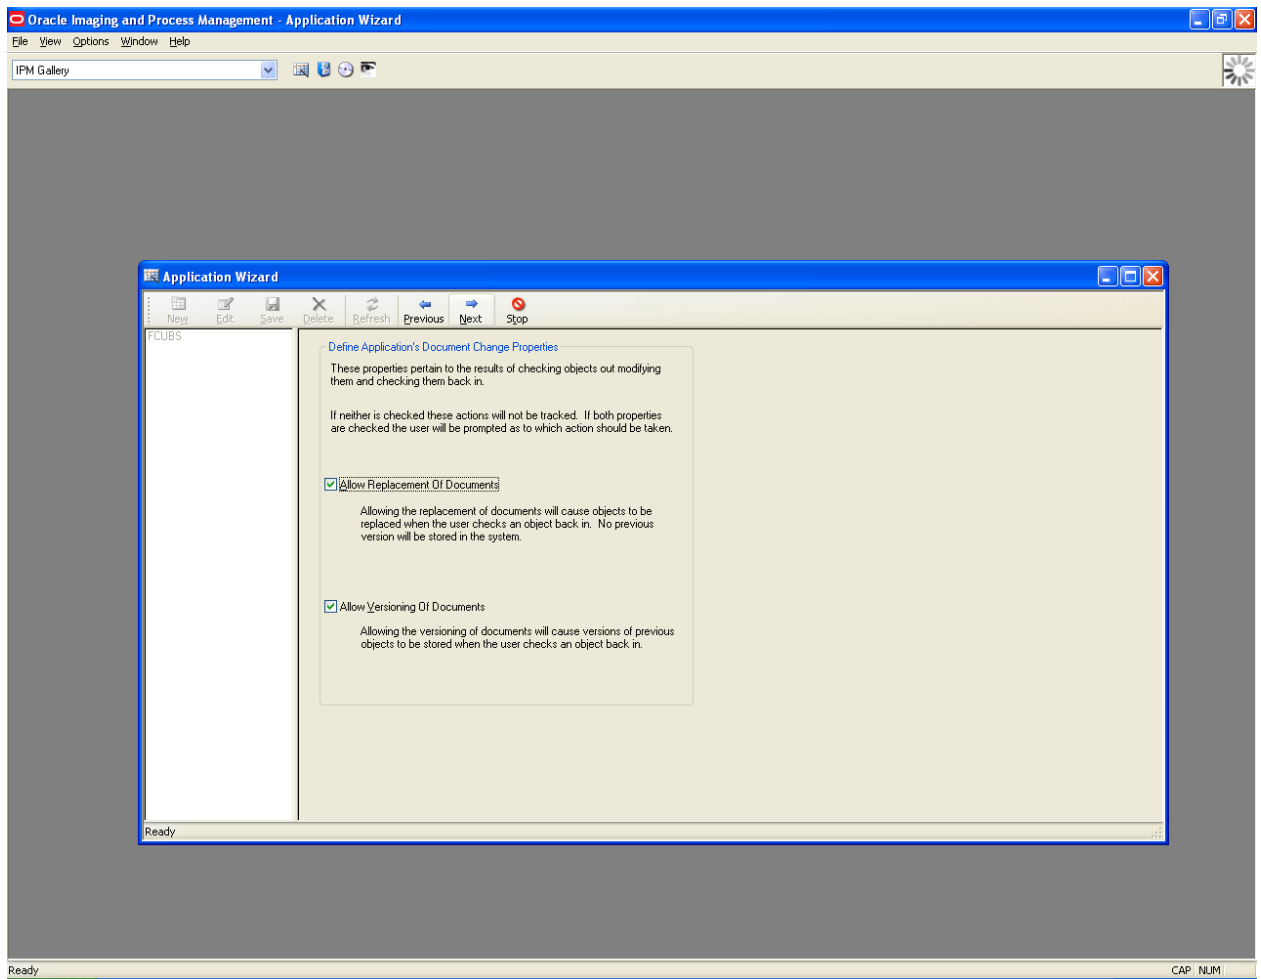 Oracle Imaging and Process Management - Application Wizard
File View Options Window Help
IPM Gallery
Application Wizard
New Edit Save Delete Refresh Previous Next Stop
FCUBS
Define Application's Document Change Properties
These properties pertain to the results of checking objects out modifying
them and checking them back in.
If neither is checked these actions will not be tracked. If both properties
are checked the user will be prompted as to which action should be taken.
Allow Replacement Of Documents
Allowing the replacement of documents will cause objects to be
replaced when the user checks an object back in. No previous
version will be stored in the system.
Allow Versioning Of Documents
Allowing the versioning of documents will cause versions of previous
objects to be stored when the user checks an object back in.
Ready
Ready CAP NUM